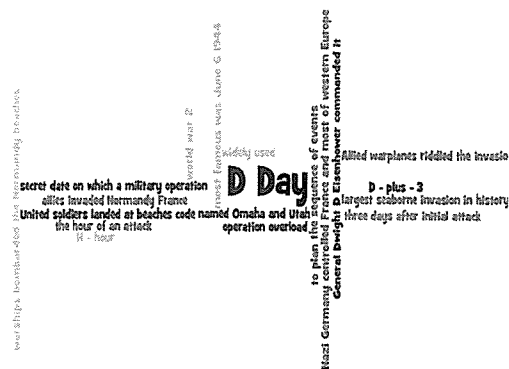 warships bombarded the Normandy beaches
world war 2
most famous was June 6 1944
widely used
D Day
secret date on which a military operation
allies invaded Normandy France
United soldiers landed at beaches code named Omaha and Utah
the hour of an attack
operation overload
H - hour
to plan the sequence of events
Nazi Germany controlled France and most of western Europe
General Dwight D Eisenhower commanded it
Allied warplanes riddled the invasio
D - plus - 3
largest seaborne invasion in history
three days after initial attack